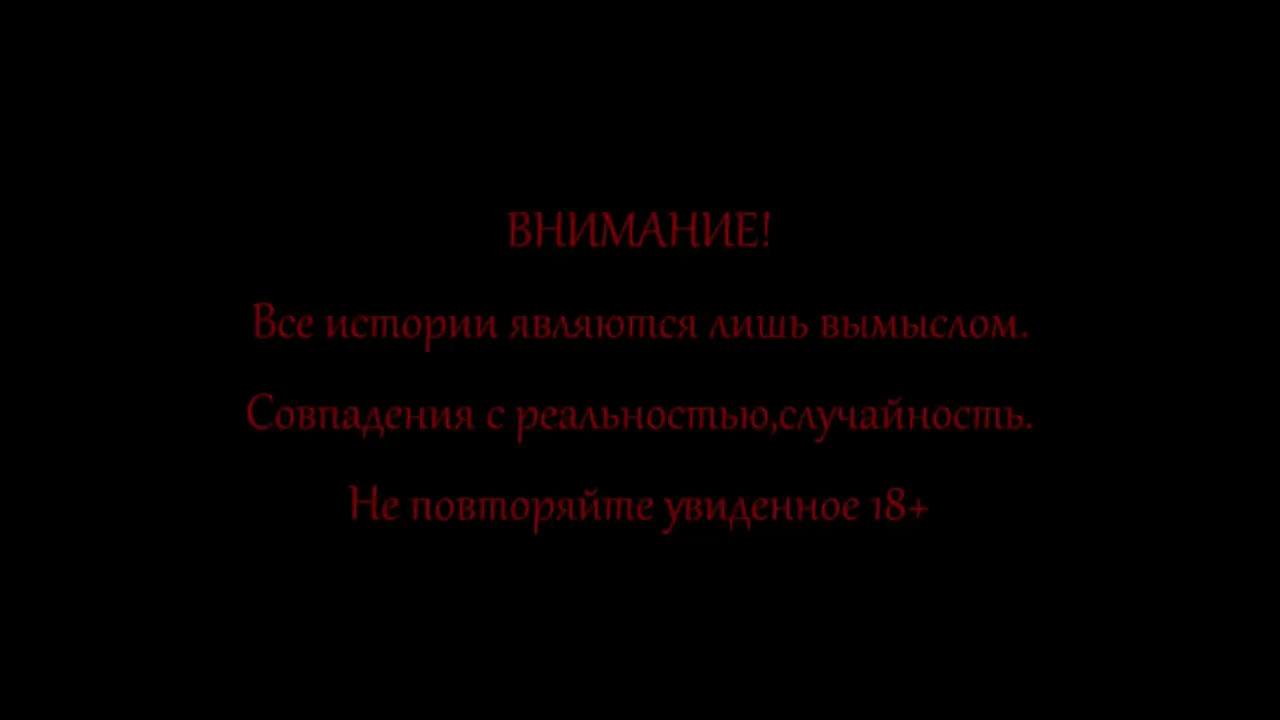 ВНИМАНИЕ!
Все истории являются лишь вымыслом.
Совпадения с реальностью,случайность.
Не повторяйте увиденное 18+